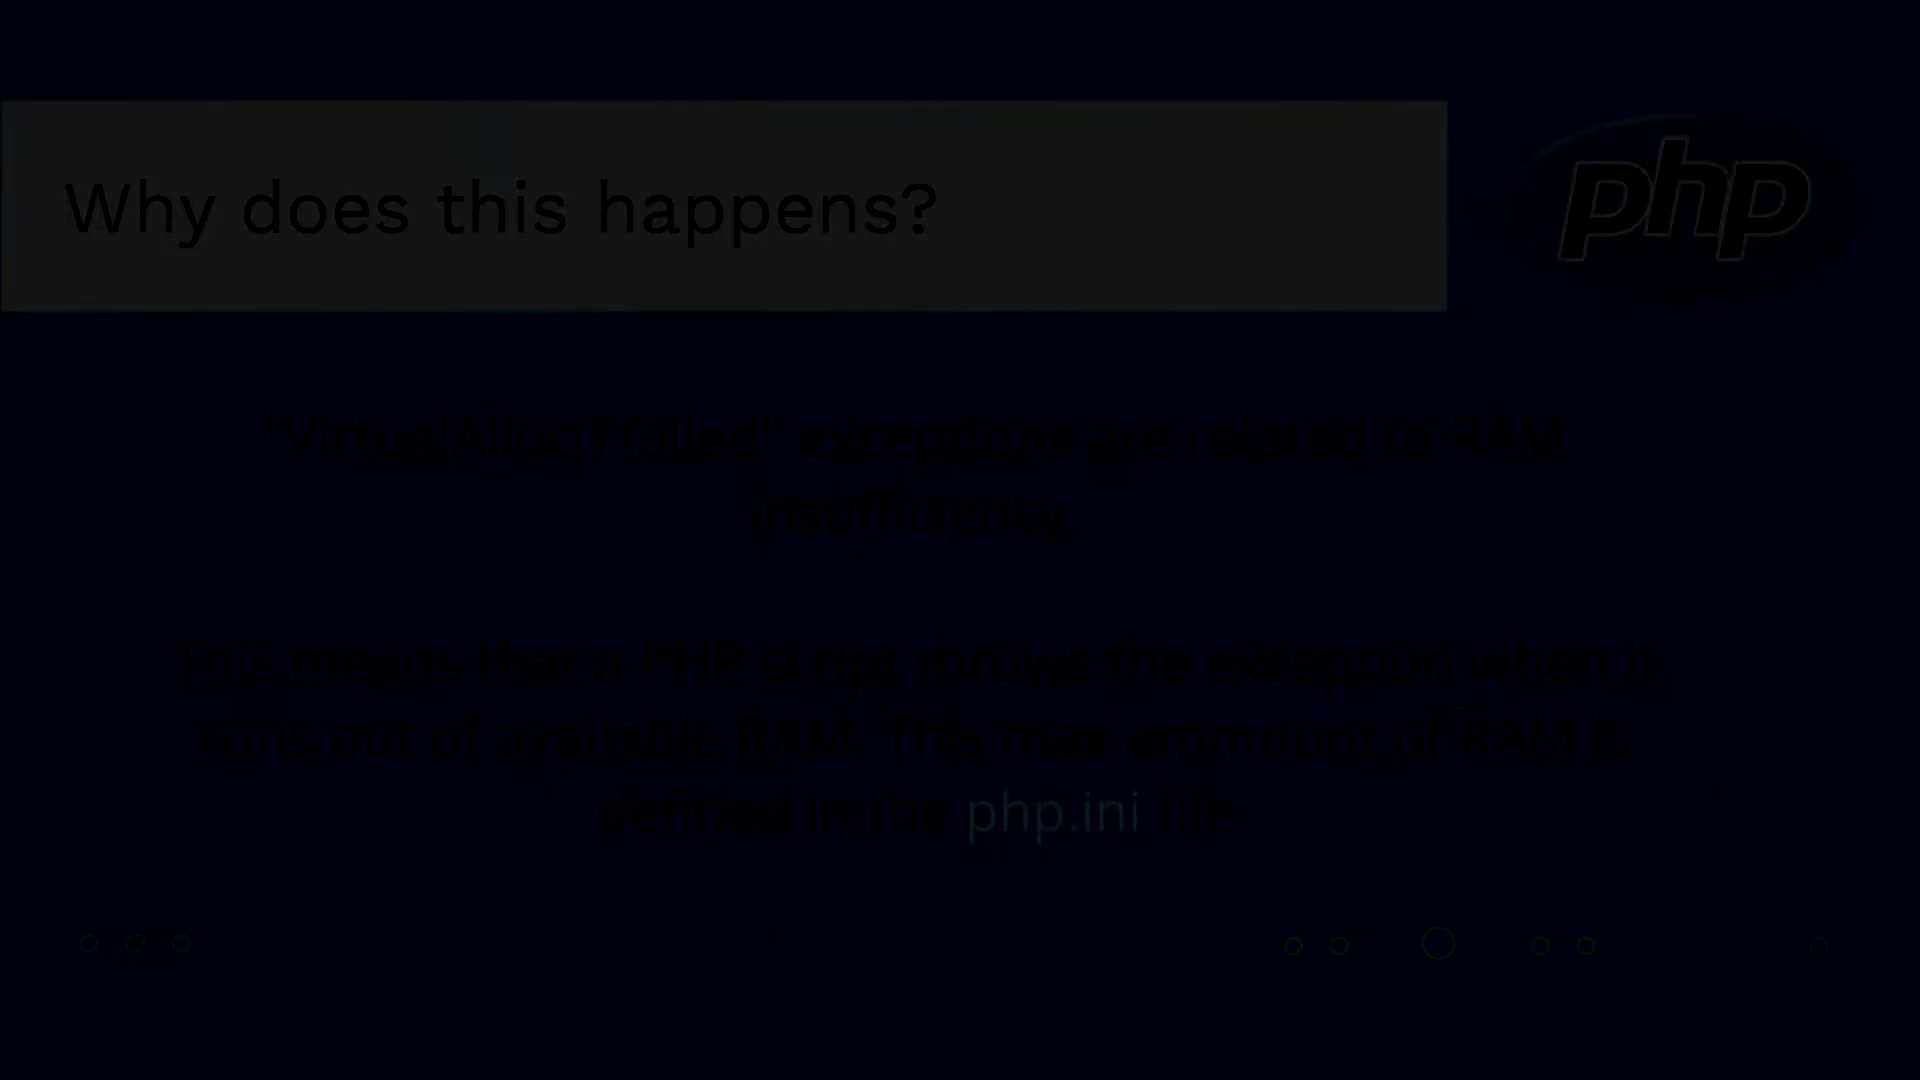 Why does this happens?
php
"VirtualAlloc() failed" exceptions are related to RAM
insufficiency.
This means that a PHP script throws the exception when it
runs out of available RAM. This max ammount of RAM is
defined in the php.ini file